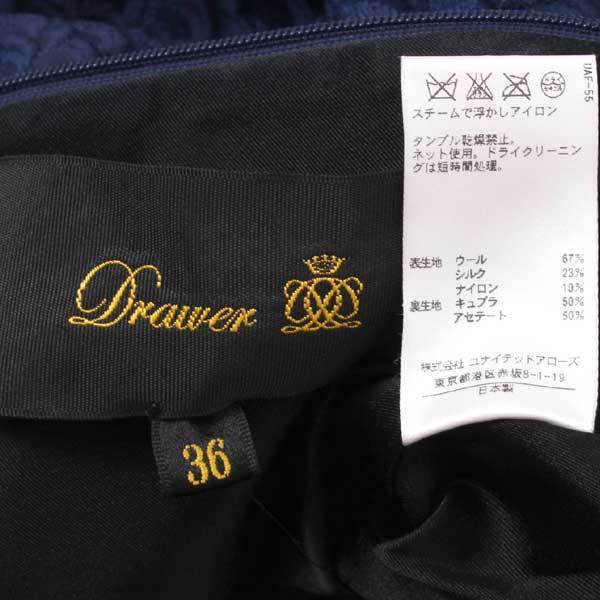 Drawer
36
UAF-55
スチームで浮かしアイロン
タンブル乾燥禁止。
ネット使用。ドライクリーニン
グは短時間処理。
表生地 ウール 67%
シルク 23%
ナイロン 10%
裏生地 キュプラ 50%
アセテート 50%
株式会社 ユナイテッドアローズ
東京都港区赤坂8-1-19
日本製